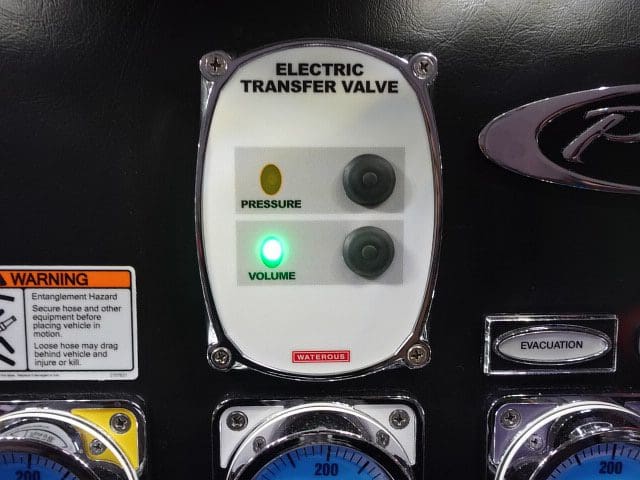 ELECTRIC
TRANSFER VALVE
PRESSURE
VOLUME
WATEROUS
WARNING
Entanglement Hazard
Secure hose and other
equipment before
placing vehicle in
motion.
Loose hose may drag
behind vehicle and
injure or kill.
P
EVACUATION
200
200
200